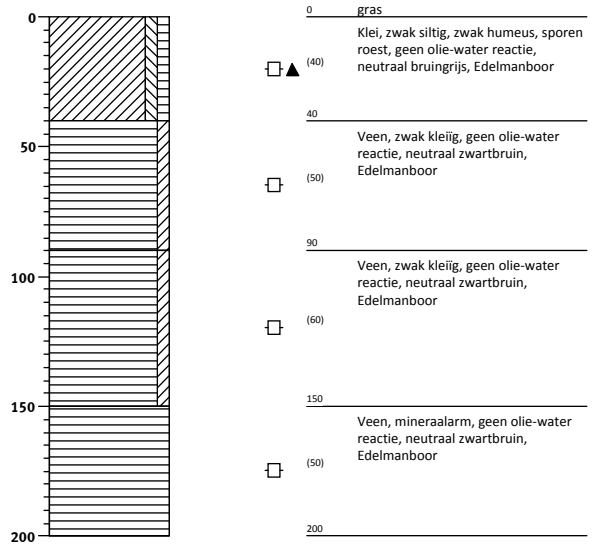 0
50
100
150
200
0 gras
Klei, zwak siltig, zwak humeus, sporen
roest, geen olie-water reactie,
neutraal bruingrijs, Edelmanboor
(40)
40
Veen, zwak kleiïg, geen olie-water
reactie, neutraal zwartbruin,
Edelmanboor
(50)
90
Veen, zwak kleiïg, geen olie-water
reactie, neutraal zwartbruin,
Edelmanboor
(60)
150
Veen, mineraalarm, geen olie-water
reactie, neutraal zwartbruin,
Edelmanboor
(50)
200